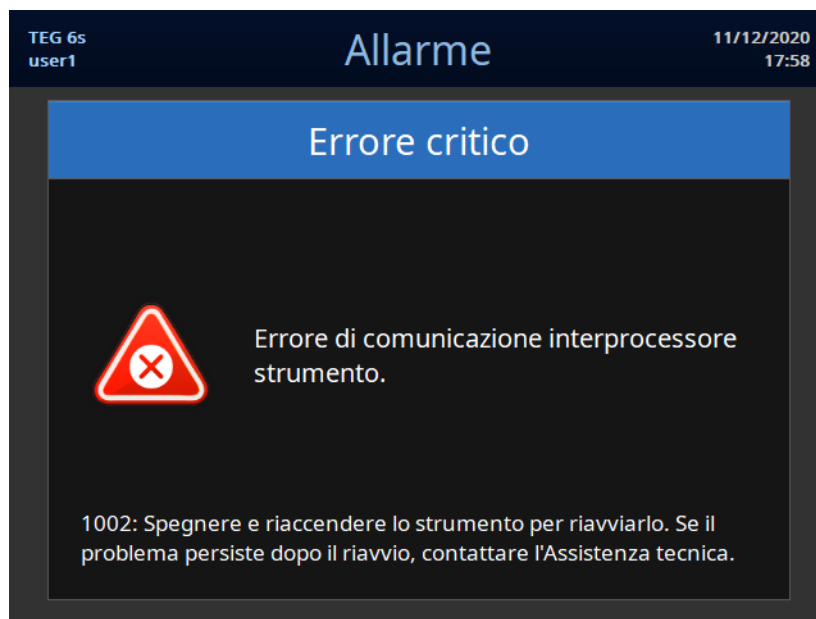 TEG 6s
user1
Allarme
11/12/2020
17:58
Errore critico
Errore di comunicazione interprocessore
strumento.
1002: Spegnere e riaccendere lo strumento per riavviarlo. Se il
problema persiste dopo il riavvio, contattare l'Assistenza tecnica.